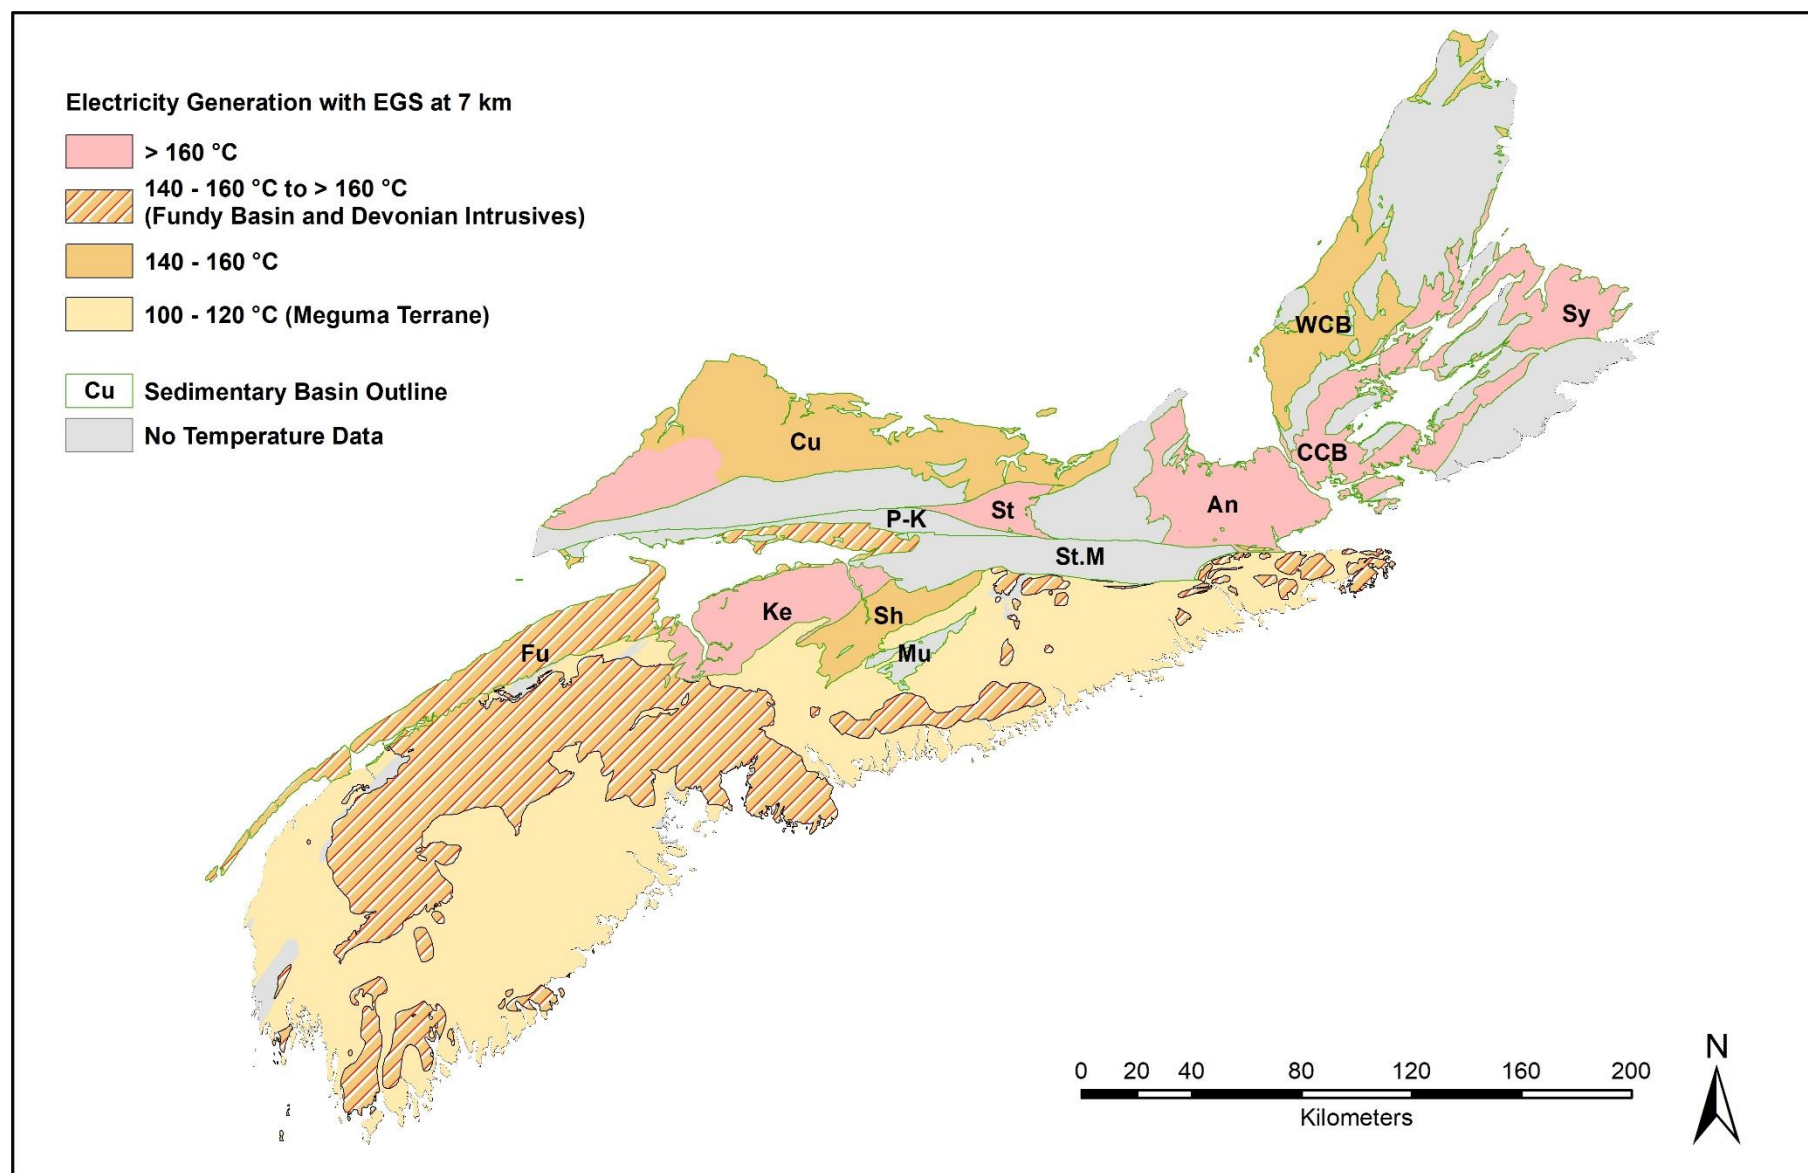 Electricity Generation with EGS at 7 km
> 160 °C
140 - 160 °C to > 160 °C
(Fundy Basin and Devonian Intrusives)
140 - 160 °C
100 - 120 °C (Meguma Terrane)
Cu Sedimentary Basin Outline
No Temperature Data
WCB
Sy
Cu
CCB
An
St
P-K
St.M
Ke
Sh
Fu
Mu
N
0 20 40 80 120 160 200
Kilometers